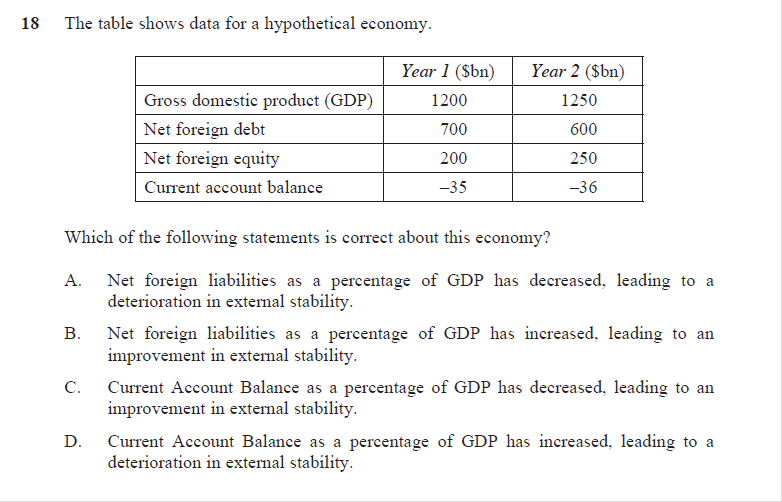 18 The table shows data for a hypothetical economy.
Year 1 ($bn) Year 2 ($bn)
Gross domestic product (GDP) 1200 1250
Net foreign debt 700 600
Net foreign equity 200 250
Current account balance –35 –36
Which of the following statements is correct about this economy?
A. Net foreign liabilities as a percentage of GDP has decreased, leading to a
deterioration in external stability.
B. Net foreign liabilities as a percentage of GDP has increased, leading to an
improvement in external stability.
C. Current Account Balance as a percentage of GDP has decreased, leading to an
improvement in external stability.
D. Current Account Balance as a percentage of GDP has increased, leading to a
deterioration in external stability.